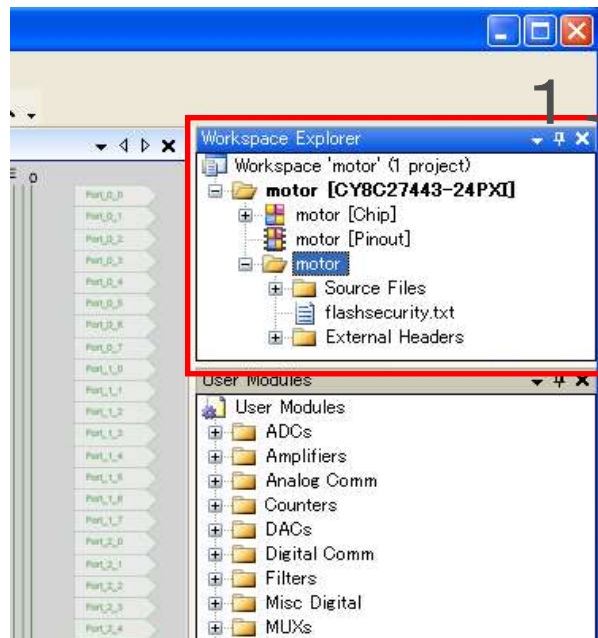 1
Workspace Explorer
Workspace 'motor' (1 project)
motor [CY8C27443-24PXI]
motor [Chip]
motor [Pinout]
motor
Source Files
flashsecurity.txt
External Headers
User Modules
User Modules
ADCs
Amplifiers
Analog Comm
Counters
DACs
Digital Comm
Filters
Misc Digital
MUXs
Port_0_0
Port_0_1
Port_0_2
Port_0_3
Port_0_4
Port_0_5
Port_0_6
Port_0_7
Port_1_0
Port_1_1
Port_1_2
Port_1_3
Port_1_4
Port_1_5
Port_1_6
Port_1_7
Port_2_0
Port_2_1
Port_2_2
Port_2_3
Port_2_4